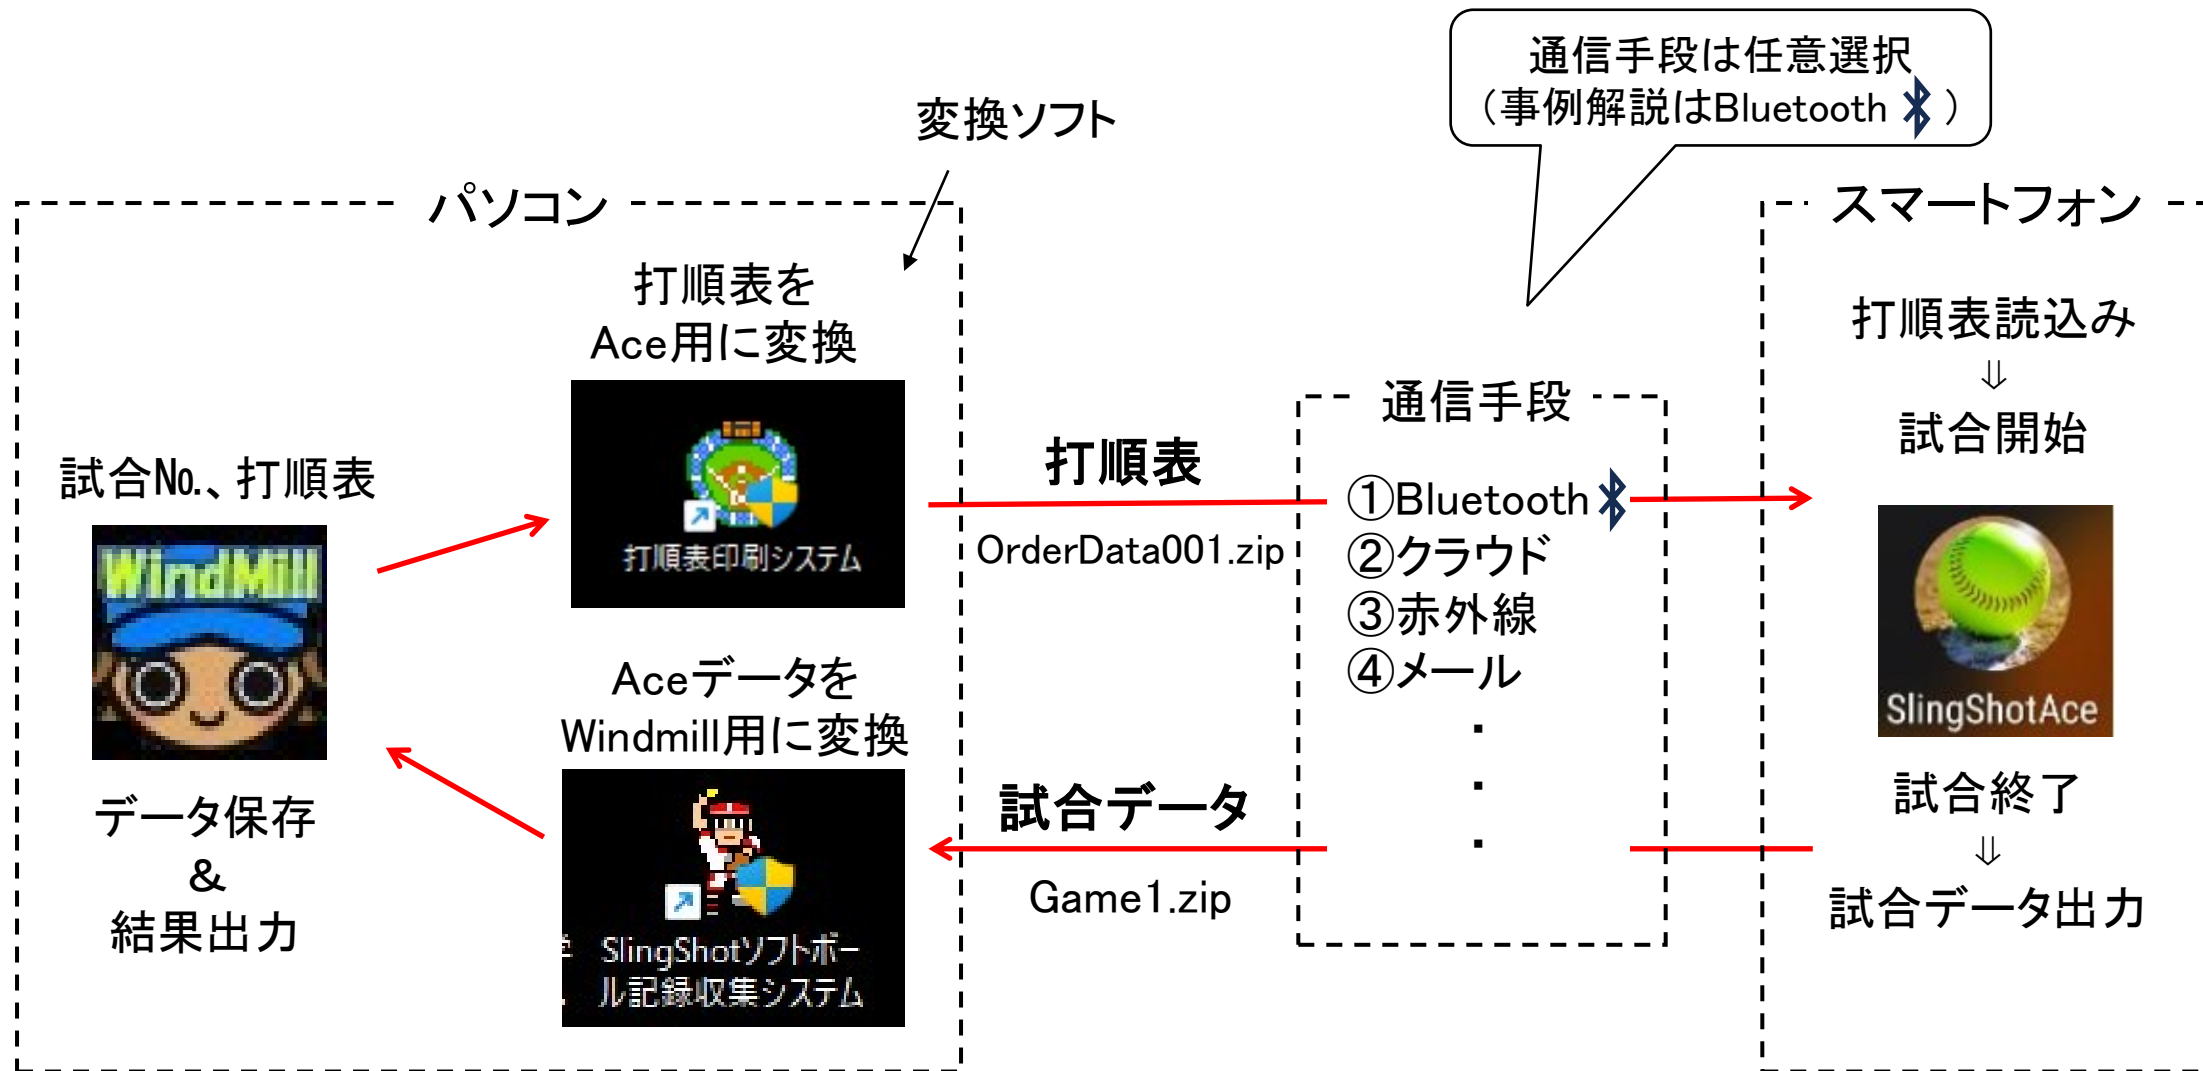 通信手段は任意選択
（事例解説はBluetooth ）
変換ソフト
パソコン
スマートフォン
打順表を
Ace用に変換
打順表印刷システム
試合№、打順表
WindMill
データ保存
&
結果出力
Aceデータを
Windmill用に変換
SlingShotソフトボー
ル記録収集システム
打順表
OrderData001.zip
試合データ
Game1.zip
通信手段
①Bluetooth
②クラウド
③赤外線
④メール
・
・
・
打順表読込み
⇓
試合開始
SlingShotAce
試合終了
⇓
試合データ出力